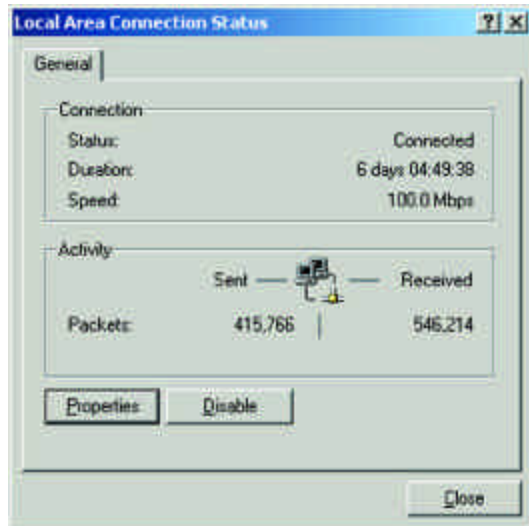 Local Area Connection Status
General
Connection
Status: Connected
Duration: 6 days 04:49:38
Speed: 100.0 Mbps
Activity
Sent Received
Packets: 415,766 546,214
Properties Disable
Close